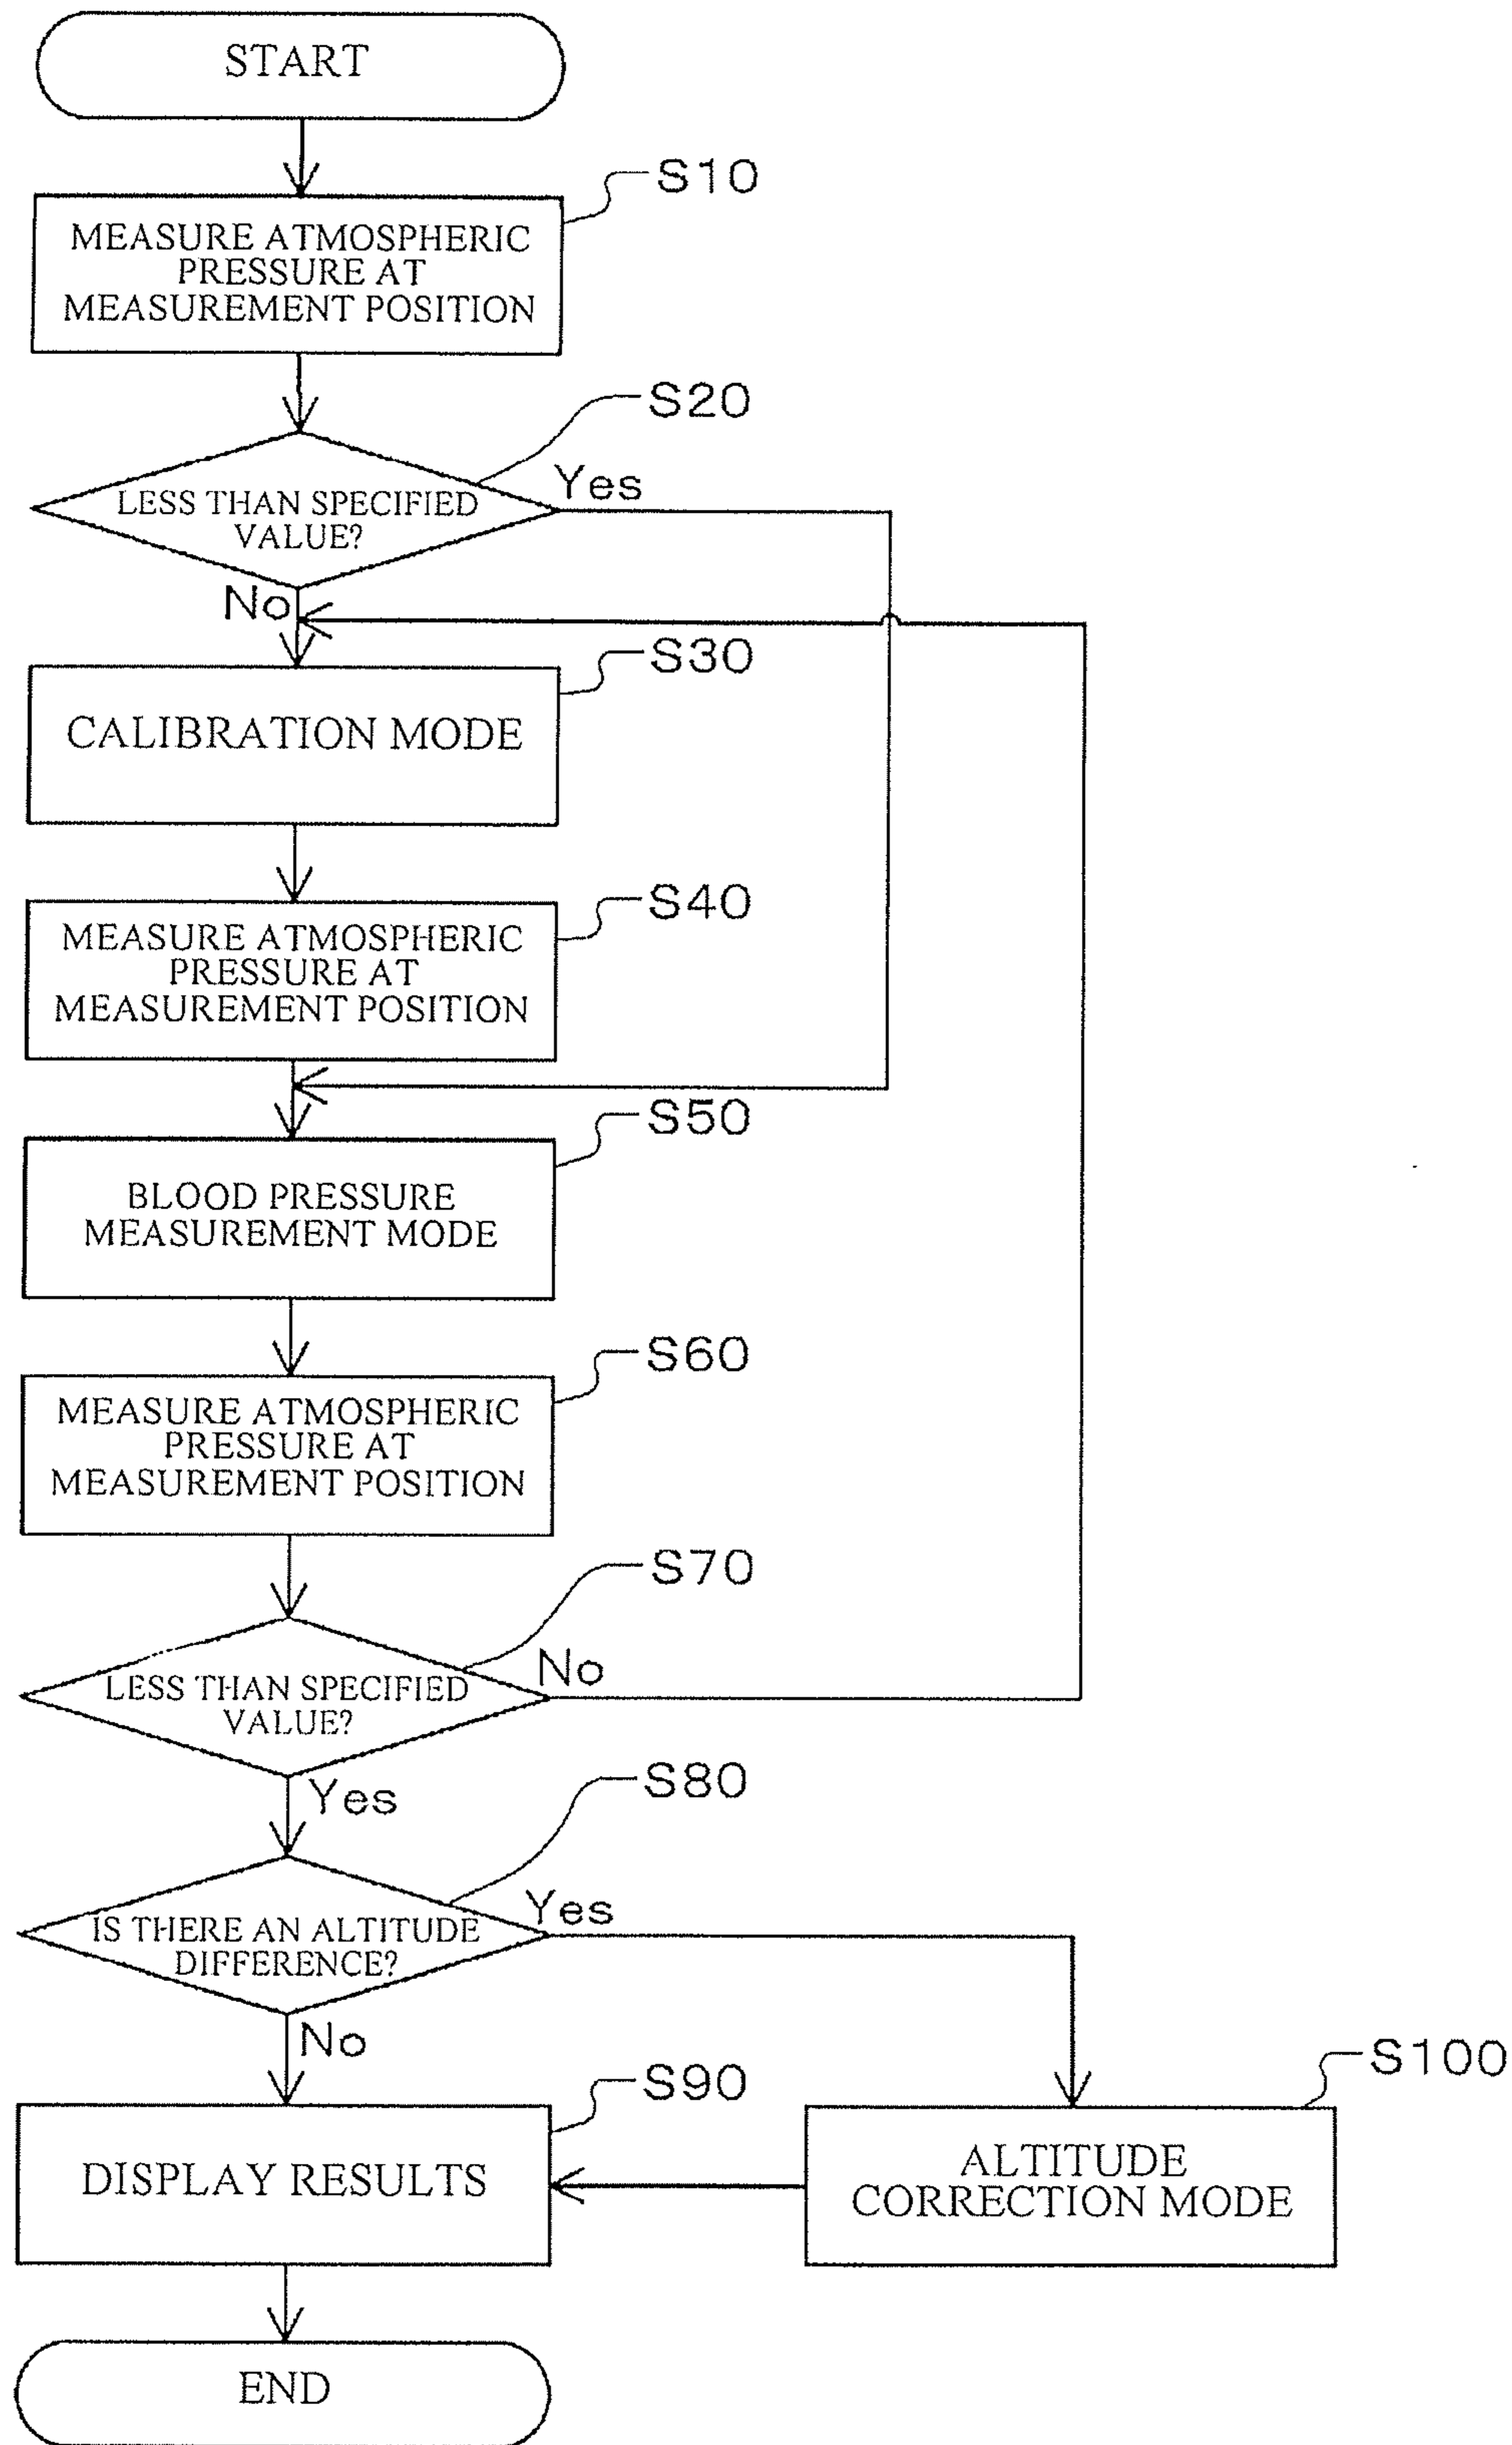 START
S10
MEASURE ATMOSPHERIC
PRESSURE AT
MEASUREMENT POSITION
S20
Yes
LESS THAN SPECIFIED
VALUE?
No
S30
CALIBRATION MODE
S40
MEASURE ATMOSPHERIC
PRESSURE AT
MEASUREMENT POSITION
S50
BLOOD PRESSURE
MEASUREMENT MODE
S60
MEASURE ATMOSPHERIC
PRESSURE AT
MEASUREMENT POSITION
S70
No
LESS THAN SPECIFIED
VALUE?
Yes
S80
Yes
IS THERE AN ALTITUDE
DIFFERENCE?
No
S90
DISPLAY RESULTS
S100
ALTITUDE
CORRECTION MODE
END